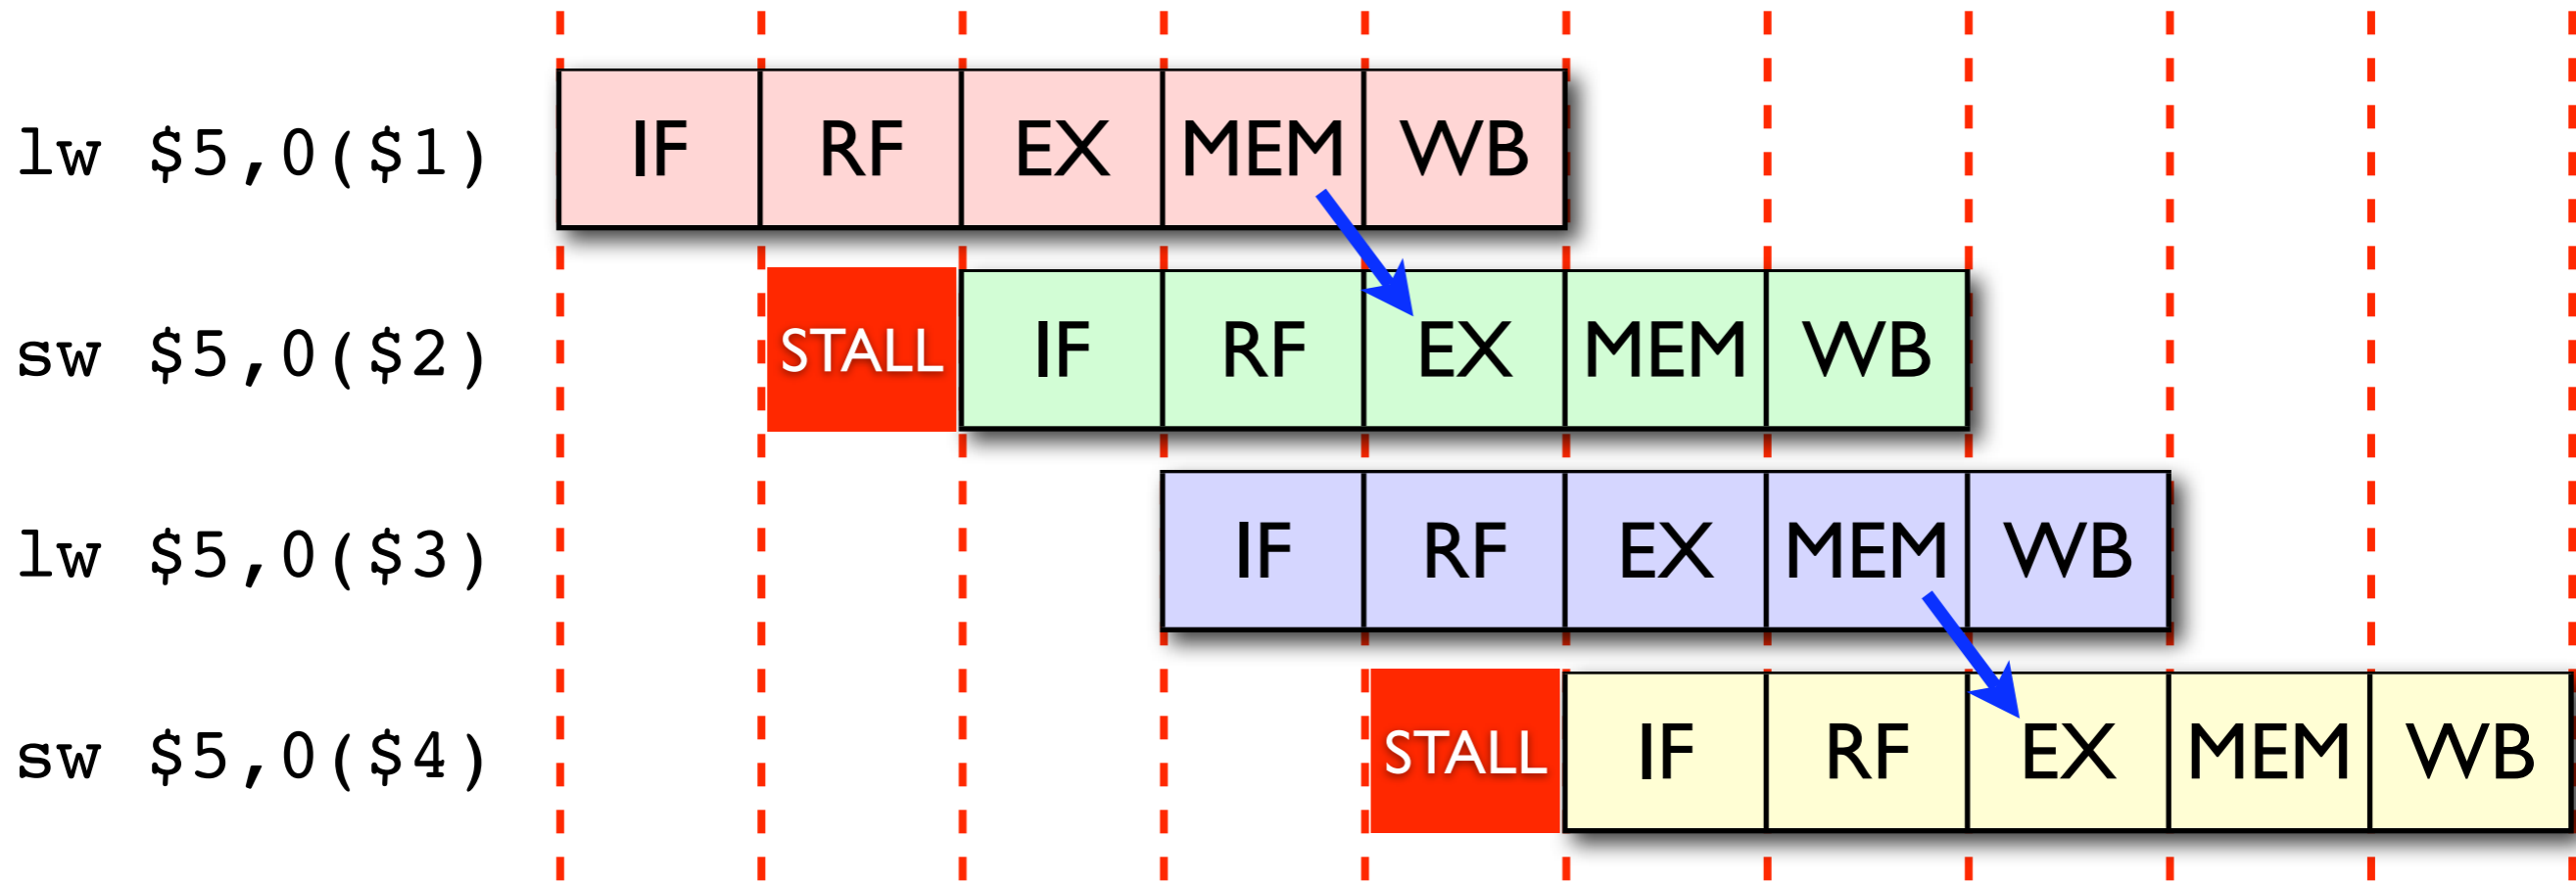 lw $5,0($1) IF RF EX MEM WB
sw $5,0($2) STALL IF RF EX MEM WB
lw $5,0($3) IF RF EX MEM WB
sw $5,0($4) STALL IF RF EX MEM WB